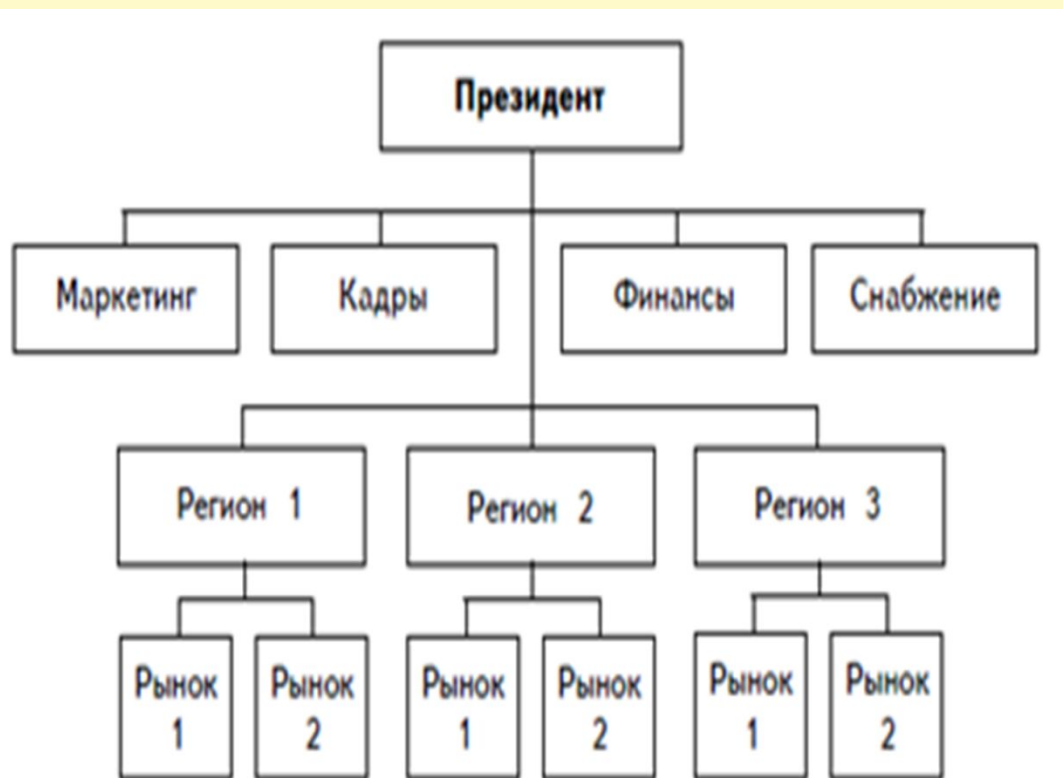 Президент
Маркетинг
Кадры
Финансы
Снабжение
Регион 1
Регион 2
Регион 3
Рынок
1
Рынок
2
Рынок
1
Рынок
2
Рынок
1
Рынок
2